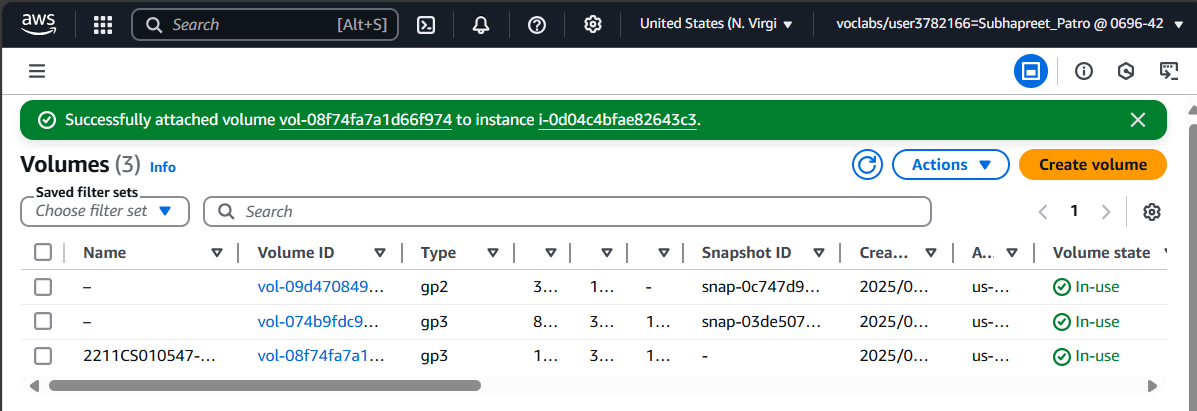 aws Search [Alt+S] United States (N. Virgi voclabs/user3782166=Subhapreet_Patro @ 0696-42
Successfully attached volume vol-08f74fa7a1d66f974 to instance i-0d04c4bfae82643c3.
Volumes (3) Info Actions Create volume
Saved filter sets
Choose filter set Search 1
Name Volume ID Type Snapshot ID Crea... A... Volume state
– vol-09d470849... gp2 3... 1... - snap-0c747d9... 2025/0... us-... In-use
– vol-074b9fdc9... gp3 8... 3... 1... snap-03de507... 2025/0... us-... In-use
2211CS010547-... vol-08f74fa7a1... gp3 1... 3... 1... - 2025/0... us-... In-use